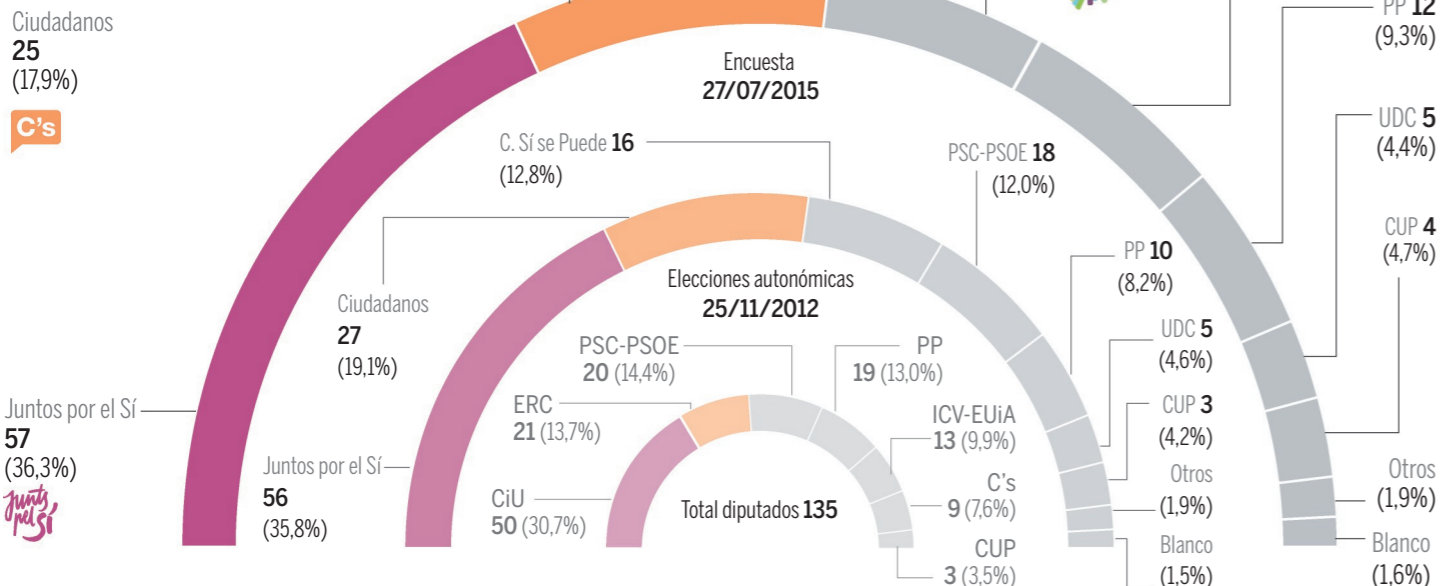 Ciudadanos
25
(17,9%)
C's
Juntos por el Sí
57
(36,3%)
junts
pel sí
PP 12
(9,3%)
UDC 5
(4,4%)
CUP 4
(4,7%)
Otros
(1,9%)
Blanco
(1,6%)
Encuesta
27/07/2015
C. Sí se Puede 16
(12,8%)
PSC-PSOE 18
(12,0%)
Ciudadanos
27
(19,1%)
Juntos por el Sí
56
(35,8%)
PP 10
(8,2%)
UDC 5
(4,6%)
CUP 3
(4,2%)
Otros
(1,9%)
Blanco
(1,5%)
Elecciones autonómicas
25/11/2012
PSC-PSOE
20 (14,4%)
PP
19 (13,0%)
ERC
21 (13,7%)
ICV-EUiA
13 (9,9%)
CiU
50 (30,7%)
C's
9 (7,6%)
CUP
3 (3,5%)
Total diputados 135